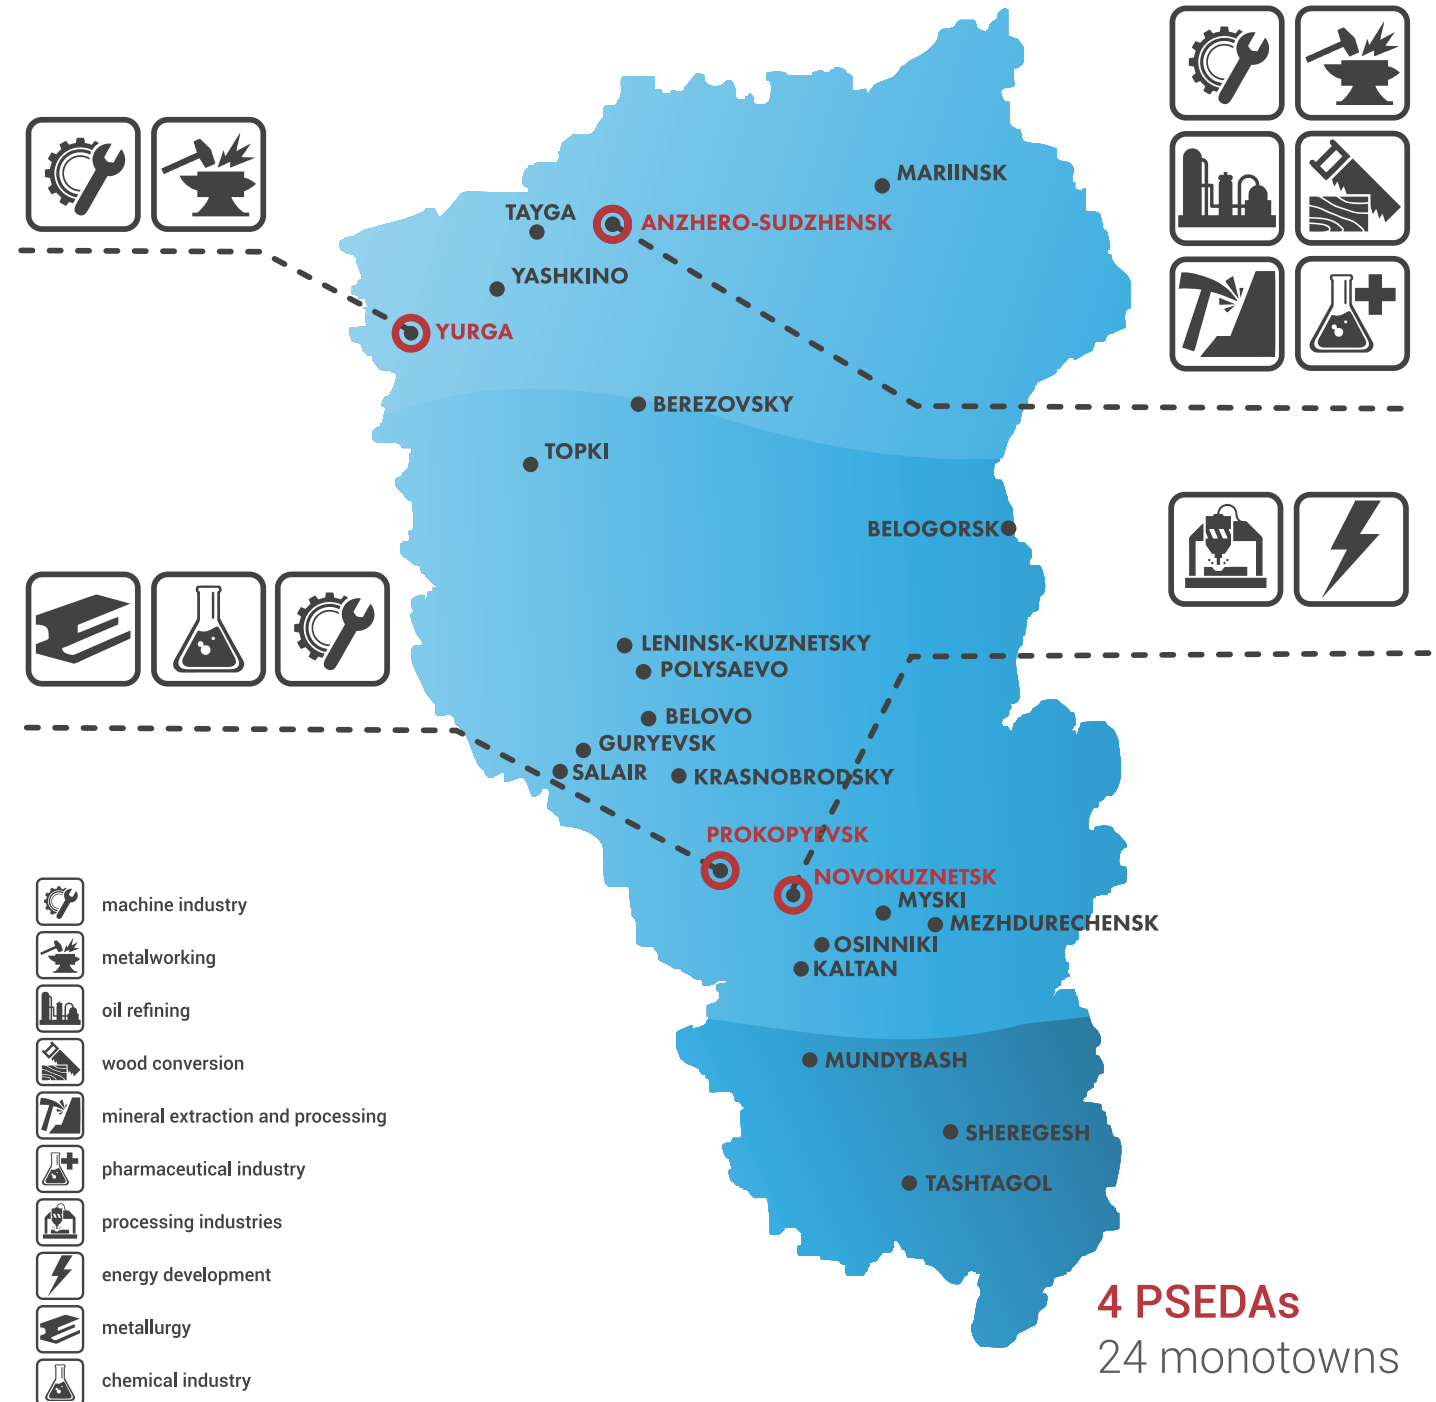 MARIINSK
TAYGA
ANZHERO-SUDZHENSK
YASHKINO
YURGA
BEREZOVSKY
TOPKI
BELOGORSK
LENINSK-KUZNETSKY
POLYSAEVO
BELOVO
GURYEVSK
SALAIR
KRASNOBRODSKY
PROKOPYEVSK
NOVOKUZNETSK
MYSKI
MEZHDURECHENSK
OSINNIKI
KALTAN
MUNDYBASH
SHEREGESH
TASHTAGOL
machine industry
metalworking
oil refining
wood conversion
mineral extraction and processing
pharmaceutical industry
processing industries
energy development
metallurgy
chemical industry
4 PSEDAs
24 monotowns